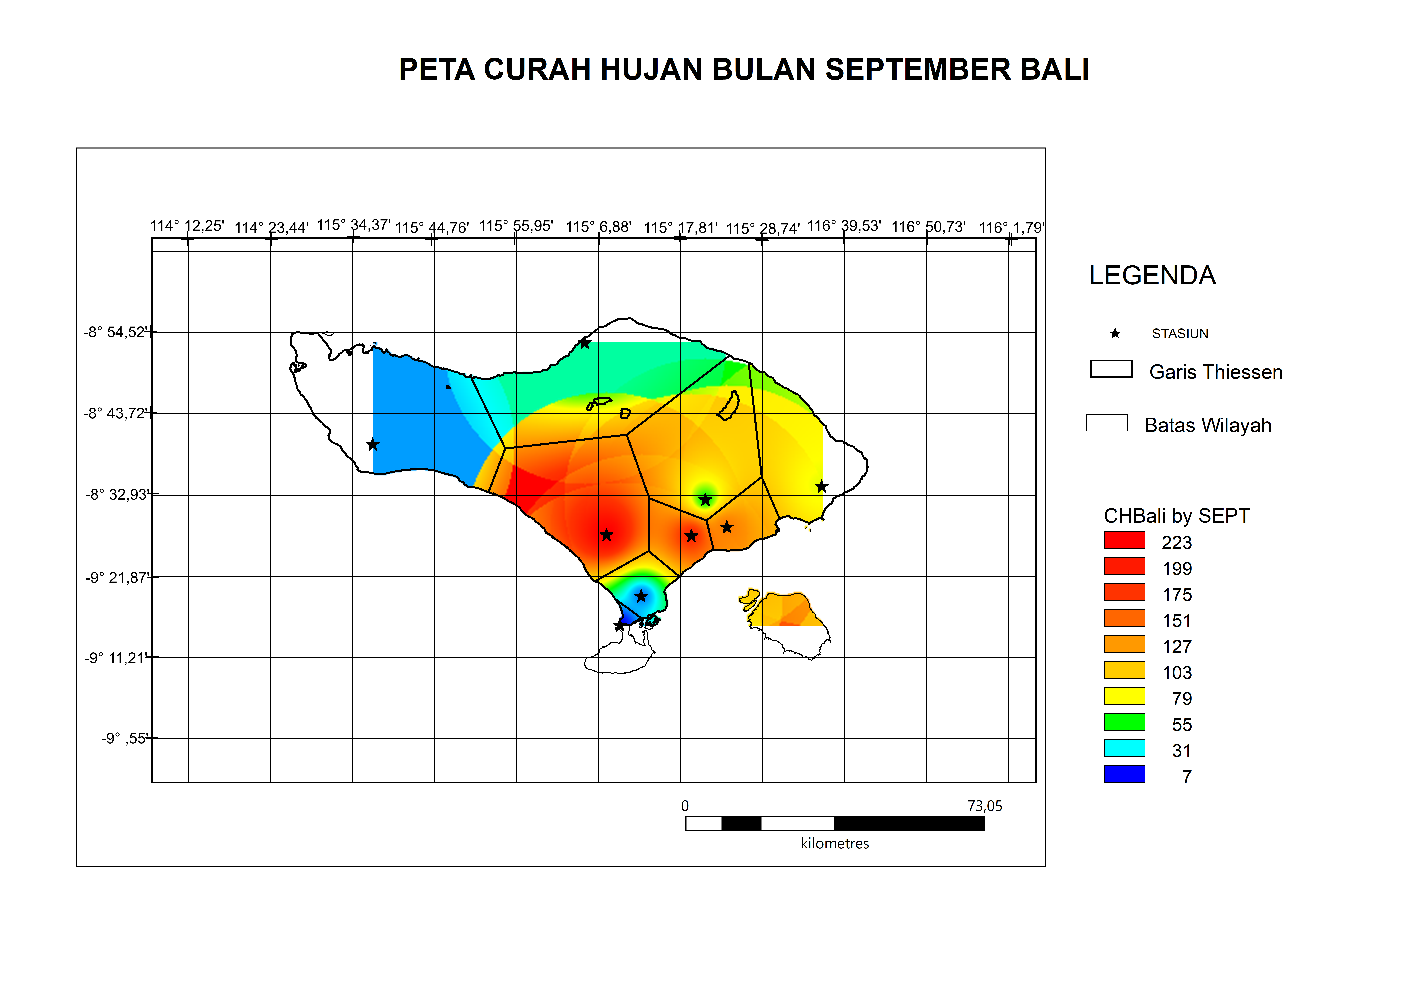 PETA CURAH HUJAN BULAN SEPTEMBER BALI
114° 12,25' 114° 23,44' 115° 34,37' 115° 44,76' 115° 55,95' 115° 6,88' 115° 17,81' 115° 28,74' 116° 39,53' 116° 50,73' 116° 1,79'
-8° 54,52'
-8° 43,72'
-8° 32,93'
-9° 21,87'
-9° 11,21'
-9° ,55'
0 73,05
kilometres
LEGENDA
STASIUN
Garis Thiessen
Batas Wilayah
CHBali by SEPT
223
199
175
151
127
103
79
55
31
7